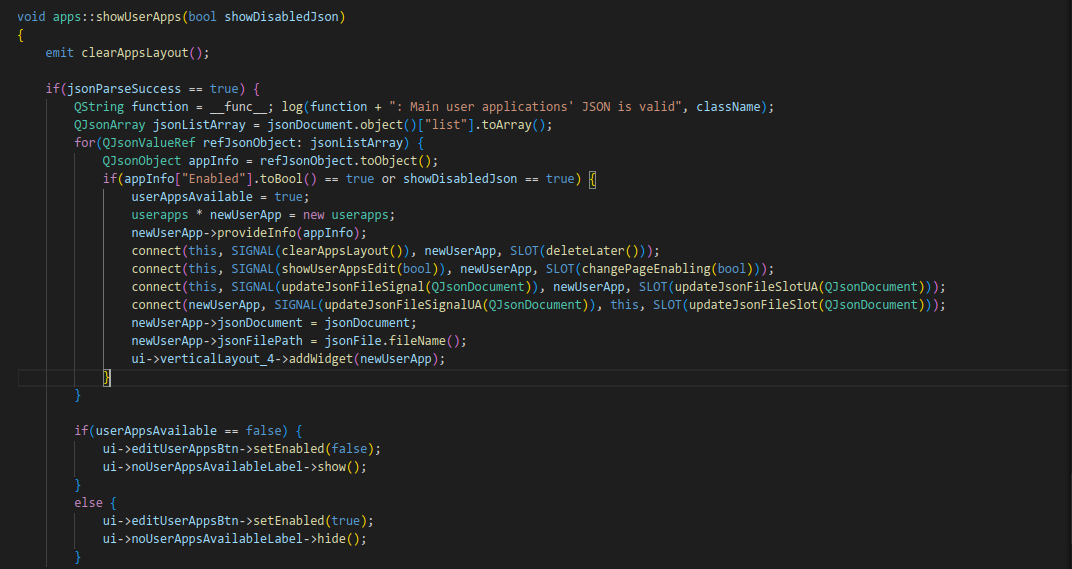 void apps::showUserApps(bool showDisabledJson)
{
    emit clearAppsLayout();

    if(jsonParseSuccess == true) {
        QString function = __func__; log(function + ": Main user applications' JSON is valid", className);
        QJsonArray jsonListArray = jsonDocument.object()["list"].toArray();
        for(QJsonValueRef refJsonObject: jsonListArray) {
            QJsonObject appInfo = refJsonObject.toObject();
            if(appInfo["Enabled"].toBool() == true or showDisabledJson == true) {
                userAppsAvailable = true;
                userapps * newUserApp = new userapps;
                newUserApp->provideInfo(appInfo);
                connect(this, SIGNAL(clearAppsLayout()), newUserApp, SLOT(deleteLater()));
                connect(this, SIGNAL(showUserAppsEdit(bool)), newUserApp, SLOT(changePageEnabling(bool)));
                connect(this, SIGNAL(updateJsonFileSignal(QJsonDocument)), newUserApp, SLOT(updateJsonFileSlotUA(QJsonDocument)));
                connect(newUserApp, SIGNAL(updateJsonFileSignalUA(QJsonDocument)), this, SLOT(updateJsonFileSlot(QJsonDocument)));
                newUserApp->jsonDocument = jsonDocument;
                newUserApp->jsonFilePath = jsonFile.fileName();
                ui->verticalLayout_4->addWidget(newUserApp);
            }
        }

        if(userAppsAvailable == false) {
            ui->editUserAppsBtn->setEnabled(false);
            ui->noUserAppsAvailableLabel->show();
        }
        else {
            ui->editUserAppsBtn->setEnabled(true);
            ui->noUserAppsAvailableLabel->hide();
        }